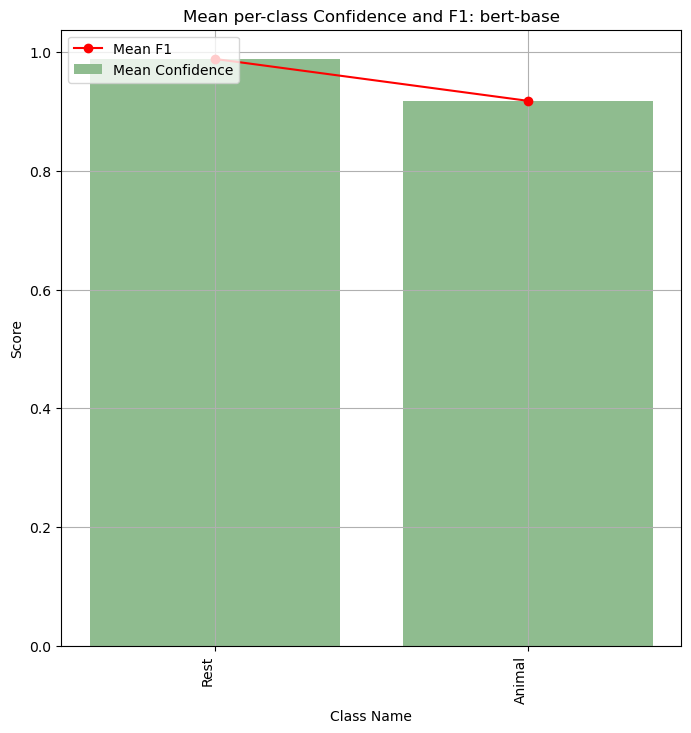 Mean per-class Confidence and F1: bert-base
Mean F1
Mean Confidence
1.0
0.8
0.6
0.4
0.2
0.0
Score
Rest
Animal
Class Name